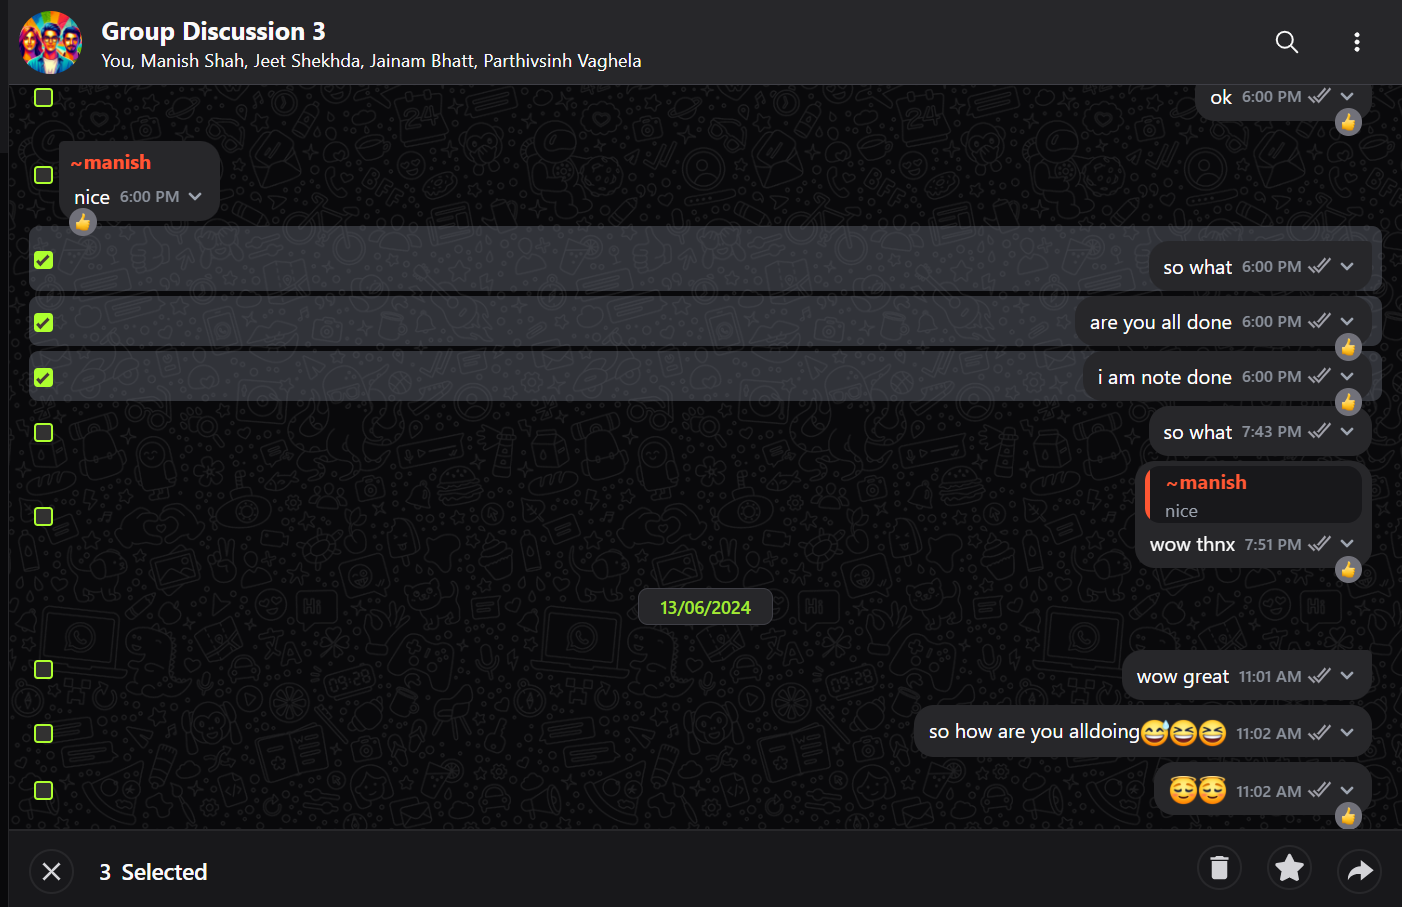 Group Discussion 3
You, Manish Shah, Jeet Shekhda, Jainam Bhatt, Parthivsinh Vaghela
ok 6:00 PM
~manish
nice 6:00 PM
so what 6:00 PM
are you all done 6:00 PM
i am note done 6:00 PM
so what 7:43 PM
~manish
nice
wow thnx 7:51 PM
13/06/2024
wow great 11:01 AM
so how are you alldoing😅😆😆 11:02 AM
😇😇 11:02 AM
3 Selected